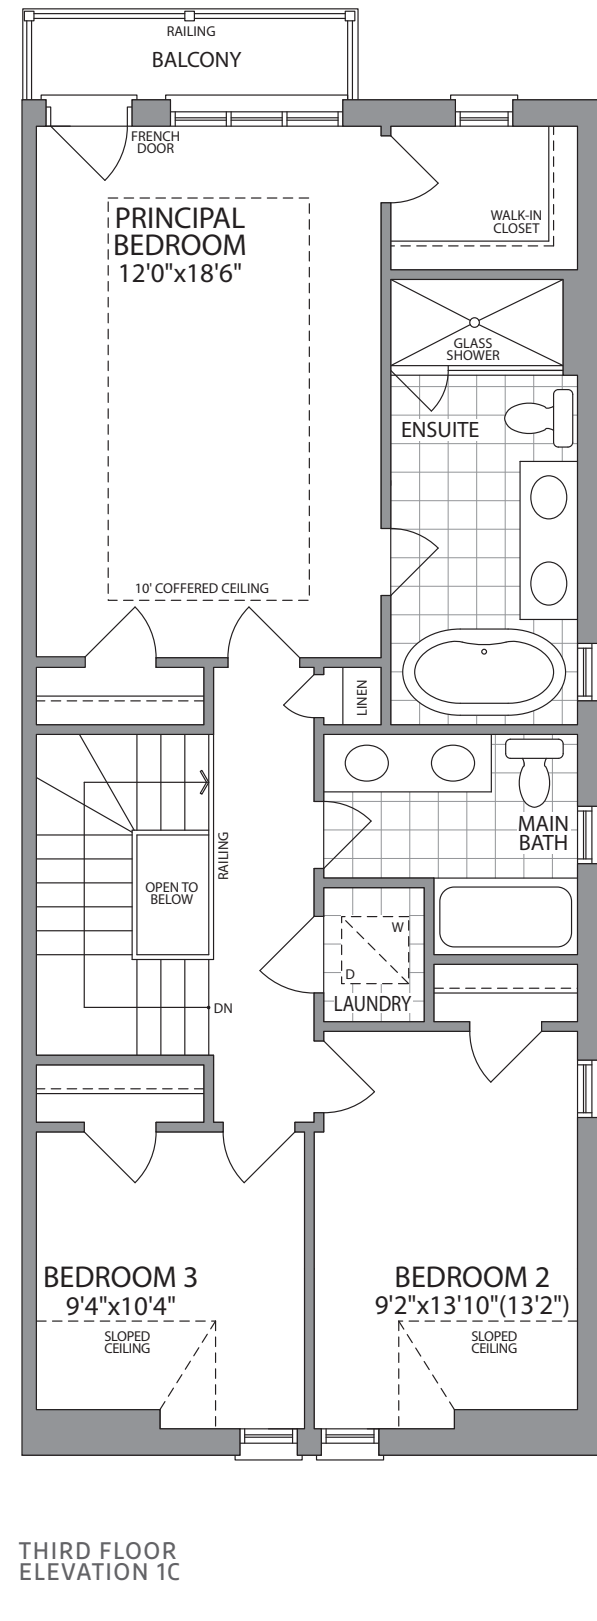 RAILING
BALCONY
FRENCH
DOOR
PRINCIPAL
BEDROOM
12'0"x18'6"
WALK-IN
CLOSET
GLASS
SHOWER
ENSUITE
10' COFFERED CEILING
LINEN
RAILING
MAIN
BATH
OPEN TO
BELOW
W
D
LAUNDRY
DN
BEDROOM 3
9'4"x10'4"
SLOPED
CEILING
BEDROOM 2
9'2"x13'10"(13'2")
SLOPED
CEILING
THIRD FLOOR
ELEVATION 1C